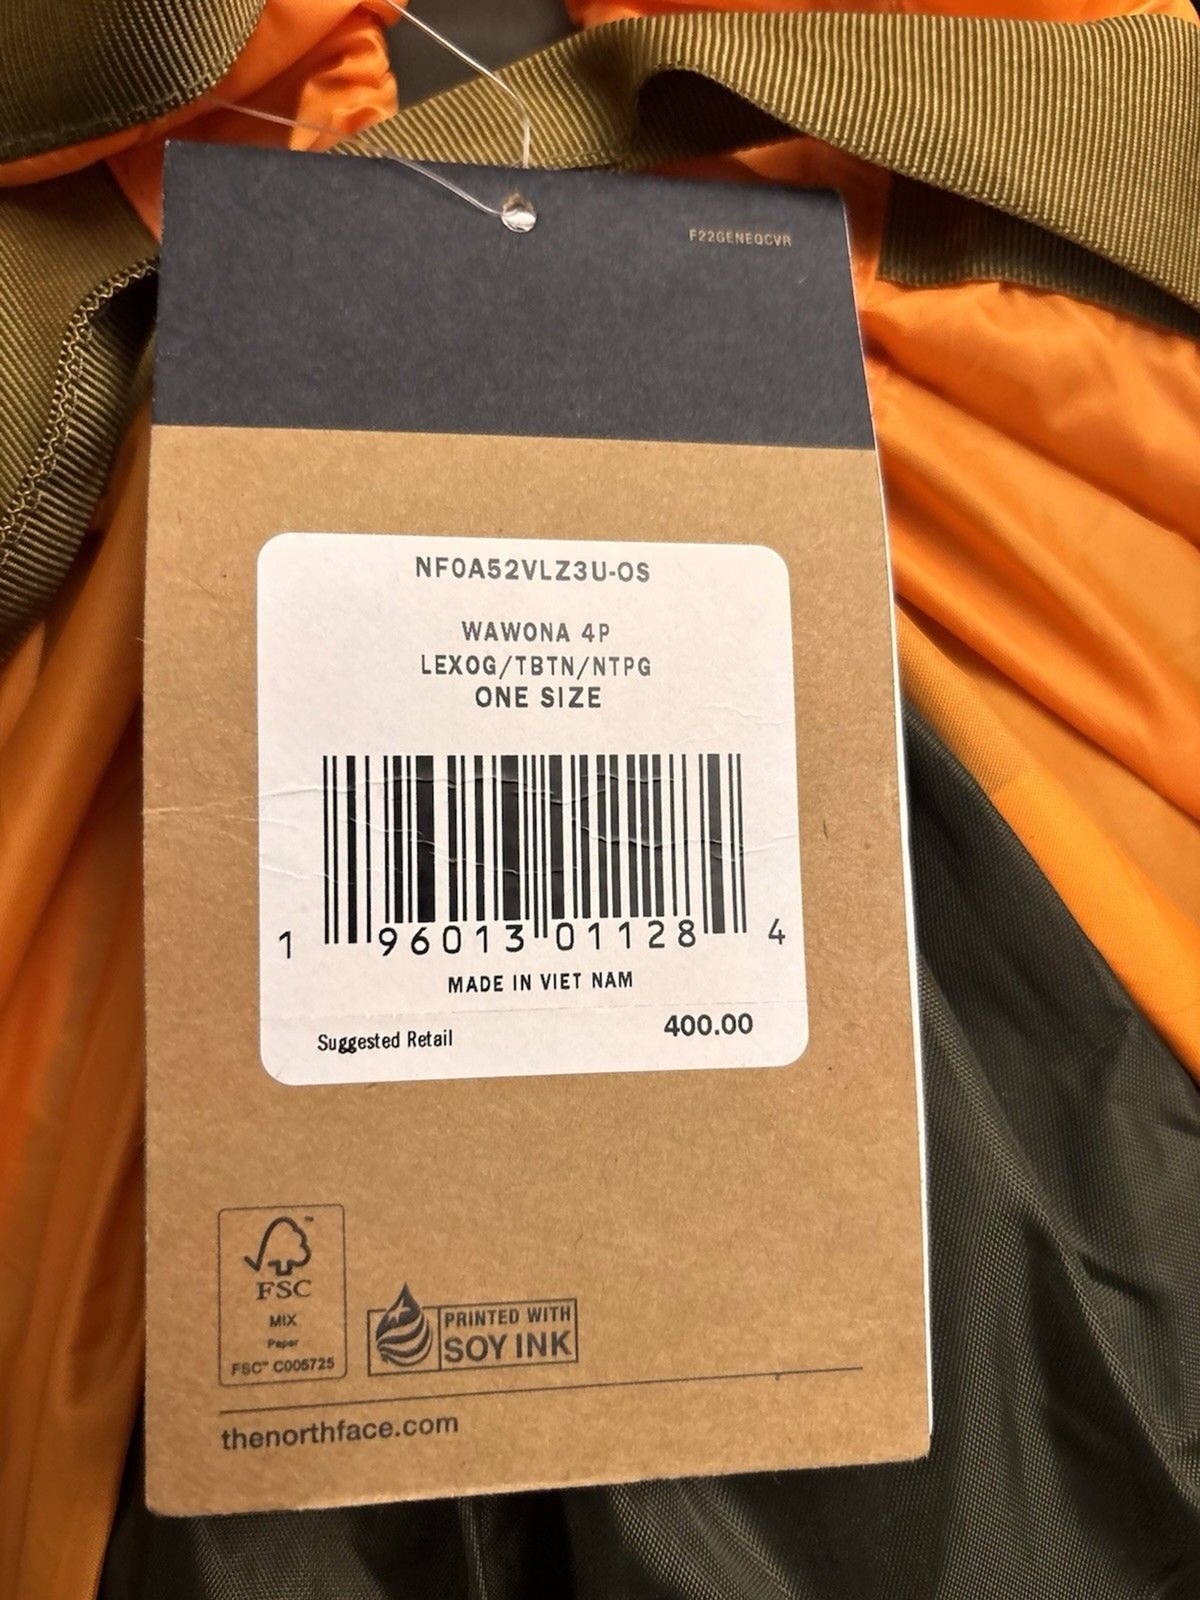 F22GENEQCVR
NF0A52VLZ3U-OS
WAWONA 4P
LEXOG/TBTN/NTPG
ONE SIZE
1 96013 01128 4
MADE IN VIET NAM
Suggested Retail 400.00
FSC
MIX
Paper
FSC™ C005725
PRINTED WITH
SOY INK
thenorthface.com